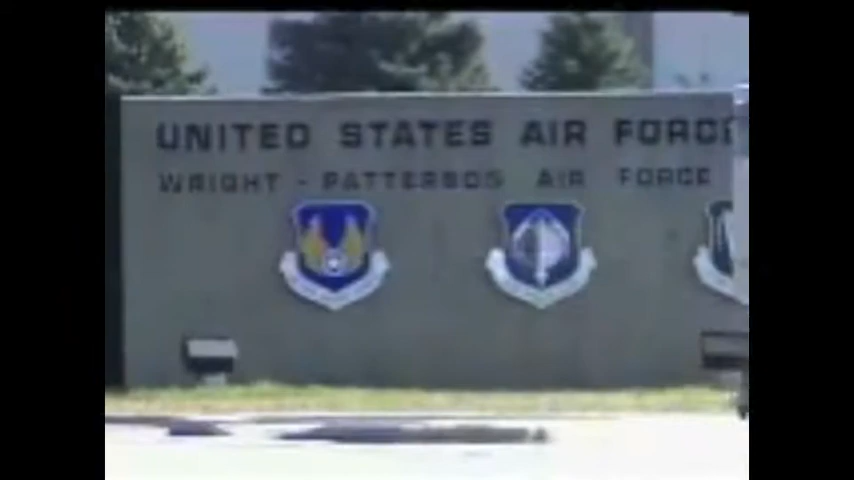 UNITED STATES AIR FORCE
WRIGHT - PATTERSON AIR FORCE